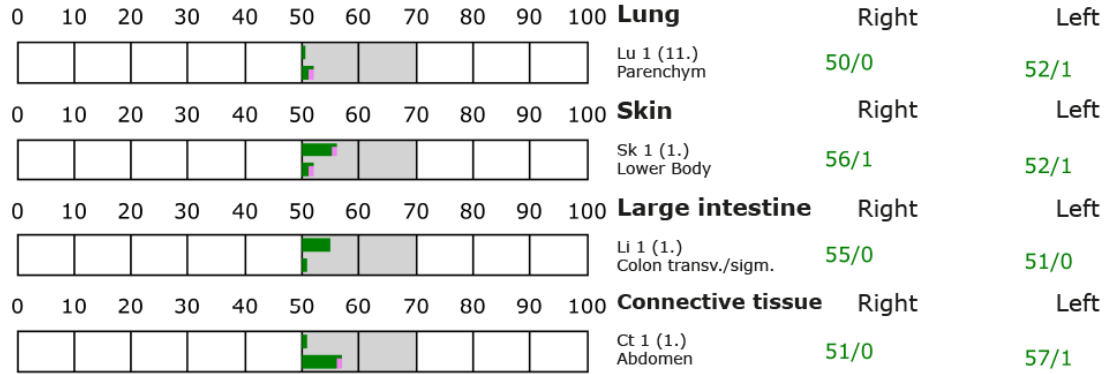 0 10 20 30 40 50 60 70 80 90 100 Lung Right Left
Lu 1 (11.)
Parenchym 50/0 52/1
0 10 20 30 40 50 60 70 80 90 100 Skin Right Left
Sk 1 (1.)
Lower Body 56/1 52/1
0 10 20 30 40 50 60 70 80 90 100 Large intestine Right Left
Li 1 (1.)
Colon transv./sigm. 55/0 51/0
0 10 20 30 40 50 60 70 80 90 100 Connective tissue Right Left
Ct 1 (1.)
Abdomen 51/0 57/1